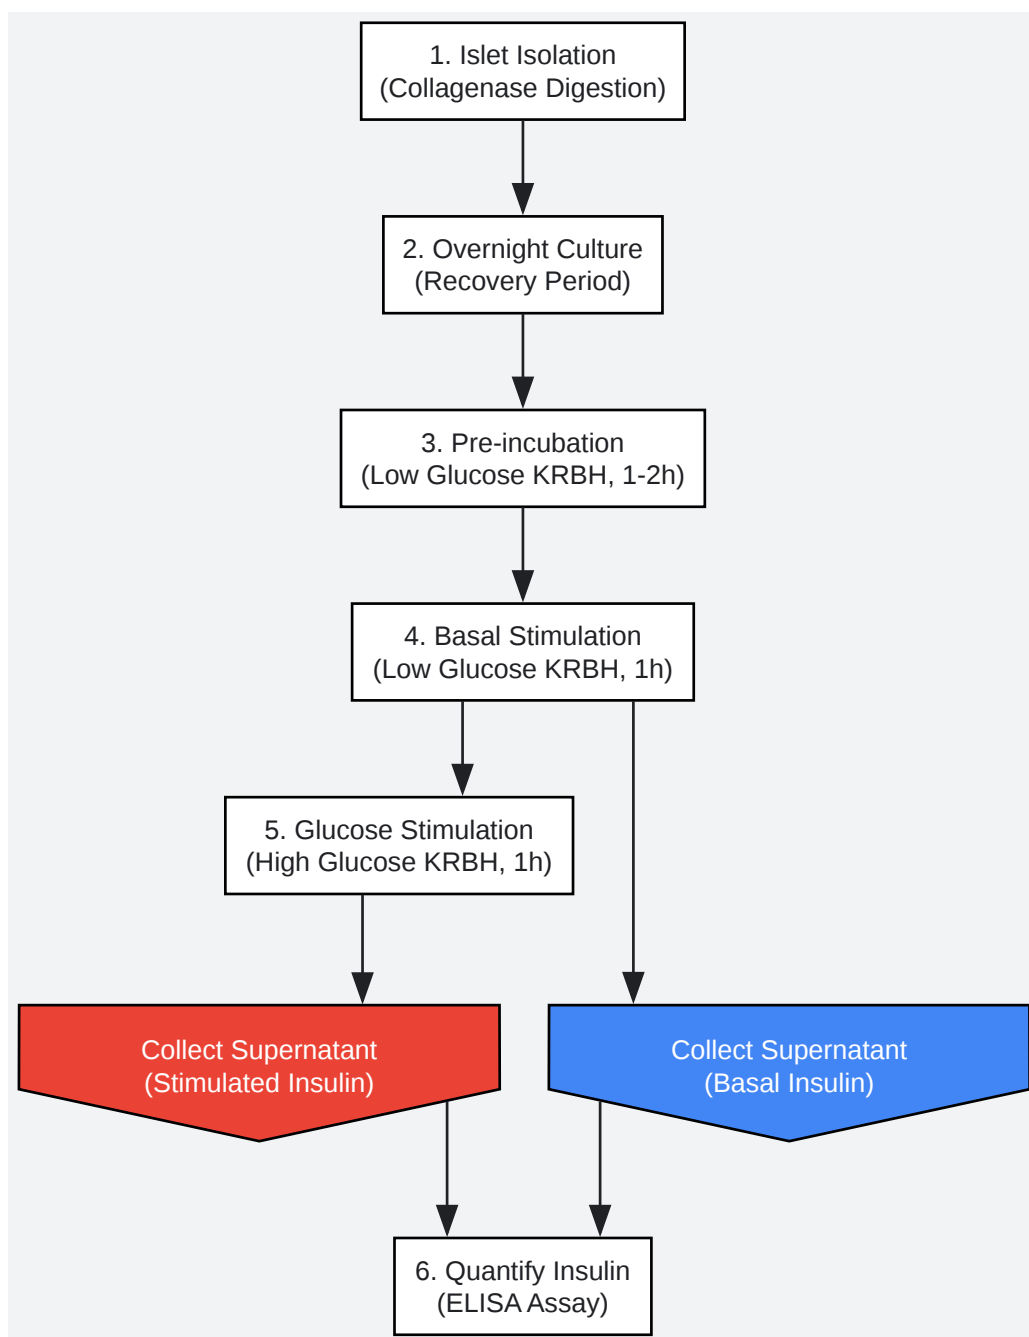 1. Islet Isolation
(Collagenase Digestion)
2. Overnight Culture
(Recovery Period)
3. Pre-incubation
(Low Glucose KRBH, 1-2h)
4. Basal Stimulation
(Low Glucose KRBH, 1h)
5. Glucose Stimulation
(High Glucose KRBH, 1h)
Collect Supernatant
(Stimulated Insulin)
Collect Supernatant
(Basal Insulin)
6. Quantify Insulin
(ELISA Assay)